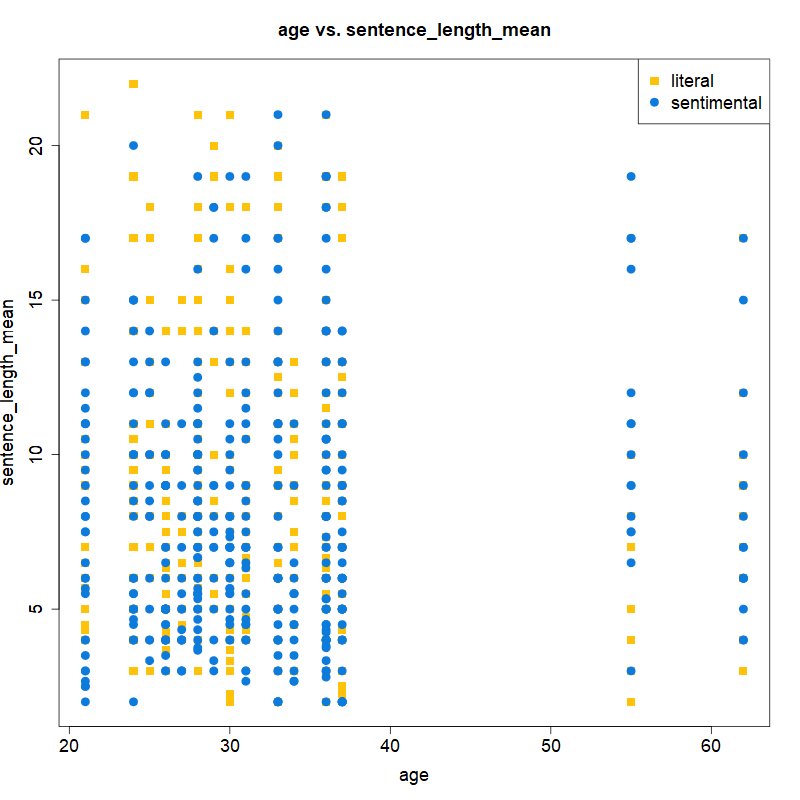 age vs. sentence_length_mean
literal
sentimental
sentence_length_mean
20
15
10
5
20 30 40 50 60
age